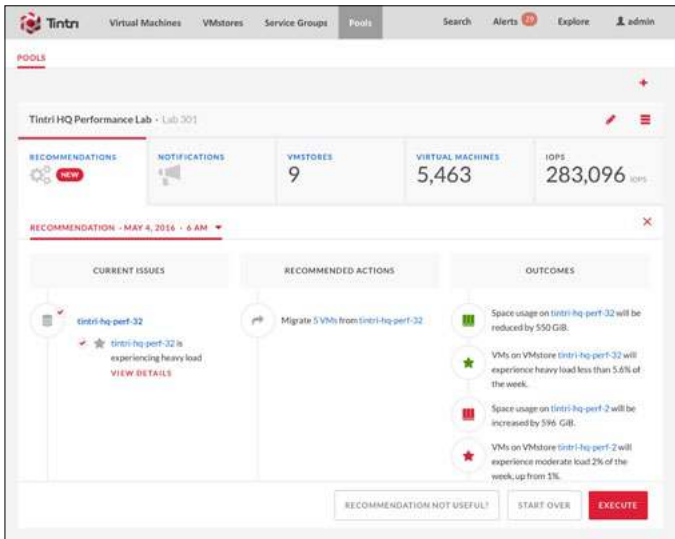 Tintri Virtual Machines VMstores Service Groups Pools Search Alerts 29 Explore admin
POOLS
+
Tintri HQ Performance Lab - Lab 301
RECOMMENDATIONS NOTIFICATIONS VMSTORES VIRTUAL MACHINES IOPS
NEW 9 5,463 283,096 IOPS
RECOMMENDATION - MAY 4, 2016 - 6 AM
CURRENT ISSUES RECOMMENDED ACTIONS OUTCOMES
tintri-hq-perf-32
tintri-hq-perf-32 is
experiencing heavy load
VIEW DETAILS
Migrate 5 VMs from tintri-hq-perf-32
Space usage on tintri-hq-perf-32 will be
reduced by 550 GiB.
VMs on VMstore tintri-hq-perf-32 will
experience heavy load less than 5.6% of
the week.
Space usage on tintri-hq-perf-2 will be
increased by 596 GiB.
VMs on VMstore tintri-hq-perf-2 will
experience moderate load 2% of the
week, up from 1%.
RECOMMENDATION NOT USEFUL? START OVER EXECUTE